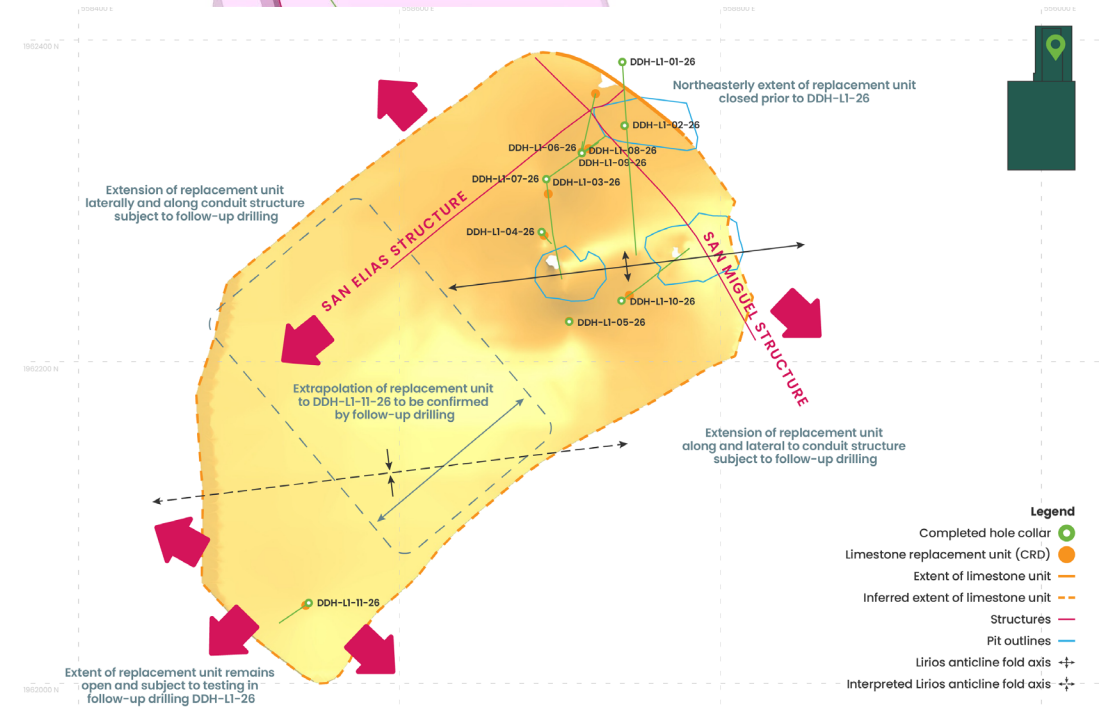 1862400 N
DDH-L1-01-26
Northeasterly extent of replacement unit
closed prior to DDH-L1-26
DDH-L1-02-26
DDH-L1-06-26
DDH-L1-08-26
DDH-L1-09-26
DDH-L1-07-26
DDH-L1-03-26
Extension of replacement unit
laterally and along conduit structure
subject to follow-up drilling
SAN ELIAS STRUCTURE
DDH-L1-04-26
SAN MIGUEL STRUCTURE
DDH-L1-10-26
DDH-L1-05-26
1862200 N
Extrapolation of replacement unit
to DDH-L1-11-26 to be confirmed
by follow-up drilling
Extension of replacement unit
along and lateral to conduit structure
subject to follow-up drilling
DDH-L1-11-26
Extent of replacement unit remains
open and subject to testing in
follow-up drilling DDH-L1-26
1862000 N
Legend
Completed hole collar
Limestone replacement unit (CRD)
Extent of limestone unit
Inferred extent of limestone unit
Structures
Pit outlines
Lirios anticline fold axis
Interpreted Lirios anticline fold axis